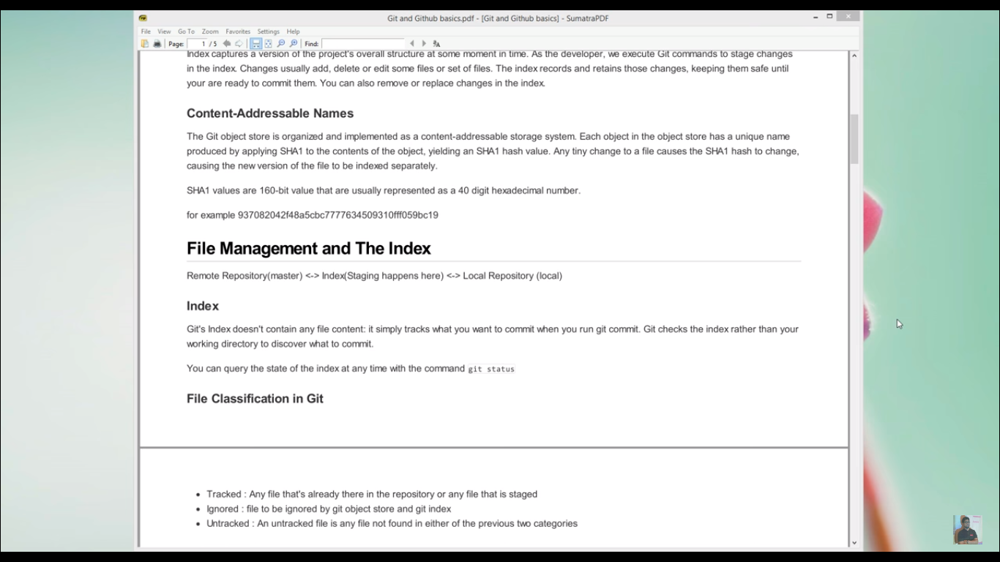 Git and Github basics.pdf - [Git and Github basics] - SumatraPDF
File View Go To Zoom Favorites Settings Help
Page: 1 / 5 Find:
Index captures a version of the project's overall structure at some moment in time. As the developer, we execute Git commands to stage changes
in the index. Changes usually add, delete or edit some files or set of files. The index records and retains those changes, keeping them safe until
your are ready to commit them. You can also remove or replace changes in the index.
Content-Addressable Names
The Git object store is organized and implemented as a content-addressable storage system. Each object in the object store has a unique name
produced by applying SHA1 to the contents of the object, yielding an SHA1 hash value. Any tiny change to a file causes the SHA1 hash to change,
causing the new version of the file to be indexed separately.
SHA1 values are 160-bit value that are usually represented as a 40 digit hexadecimal number.
for example 937082042f48a5cbc7777634509310fff059bc19
File Management and The Index
Remote Repository(master) <-> Index(Staging happens here) <-> Local Repository (local)
Index
Git's Index doesn't contain any file content: it simply tracks what you want to commit when you run git commit. Git checks the index rather than your
working directory to discover what to commit.
You can query the state of the index at any time with the command git status
File Classification in Git
• Tracked : Any file that's already there in the repository or any file that is staged
• Ignored : file to be ignored by git object store and git index
• Untracked : An untracked file is any file not found in either of the previous two categories